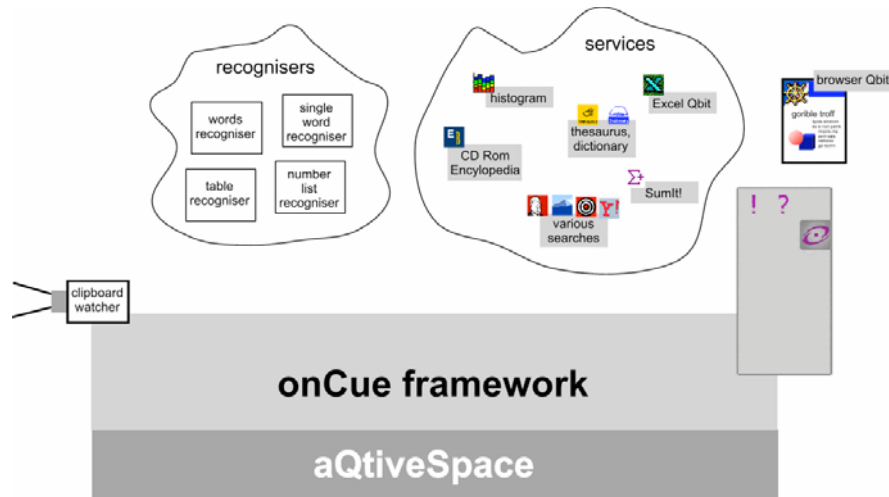 recognisers
words
recogniser
single
word
recogniser
table
recogniser
number
list
recogniser
services
histogram
Excel Qbit
thesaurus,
dictionary
CD Rom
Encylopedia
SumIt!
various
searches
browser Qbit
gorible troff
! ?
clipboard
watcher
onCue framework
aQtiveSpace